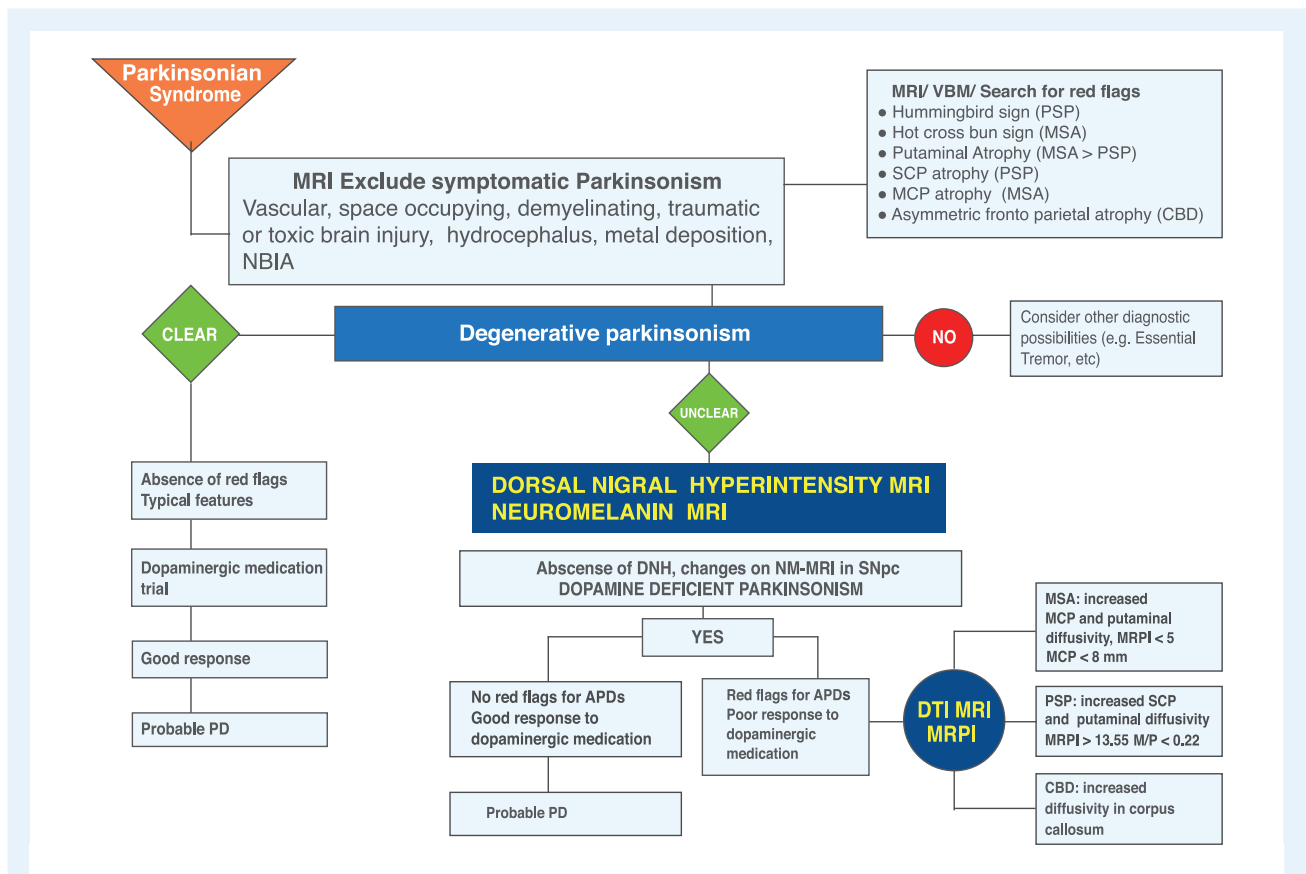 Parkinsonian
Syndrome
MRI/ VBM/ Search for red flags
● Hummingbird sign (PSP)
● Hot cross bun sign (MSA)
● Putaminal Atrophy (MSA > PSP)
● SCP atrophy (PSP)
● MCP atrophy (MSA)
● Asymmetric fronto parietal atrophy (CBD)
MRI Exclude symptomatic Parkinsonism
Vascular, space occupying, demyelinating, traumatic
or toxic brain injury, hydrocephalus, metal deposition,
NBIA
CLEAR
Degenerative parkinsonism
NO
Consider other diagnostic
possibilities (e.g. Essential
Tremor, etc)
UNCLEAR
Absence of red flags
Typical features
Dopaminergic medication
trial
Good response
Probable PD
DORSAL NIGRAL HYPERINTENSITY MRI
NEUROMELANIN MRI
Abscense of DNH, changes on NM-MRI in SNpc
DOPAMINE DEFICIENT PARKINSONISM
YES
No red flags for APDs
Good response to
dopaminergic medication
Probable PD
Red flags for APDs
Poor response to
dopaminergic
medication
DTI MRI
MRPI
MSA: increased
MCP and putaminal
diffusivity, MRPI < 5
MCP < 8 mm
PSP: increased SCP
and putaminal diffusivity
MRPI > 13.55 M/P < 0.22
CBD: increased
diffusivity in corpus
callosum